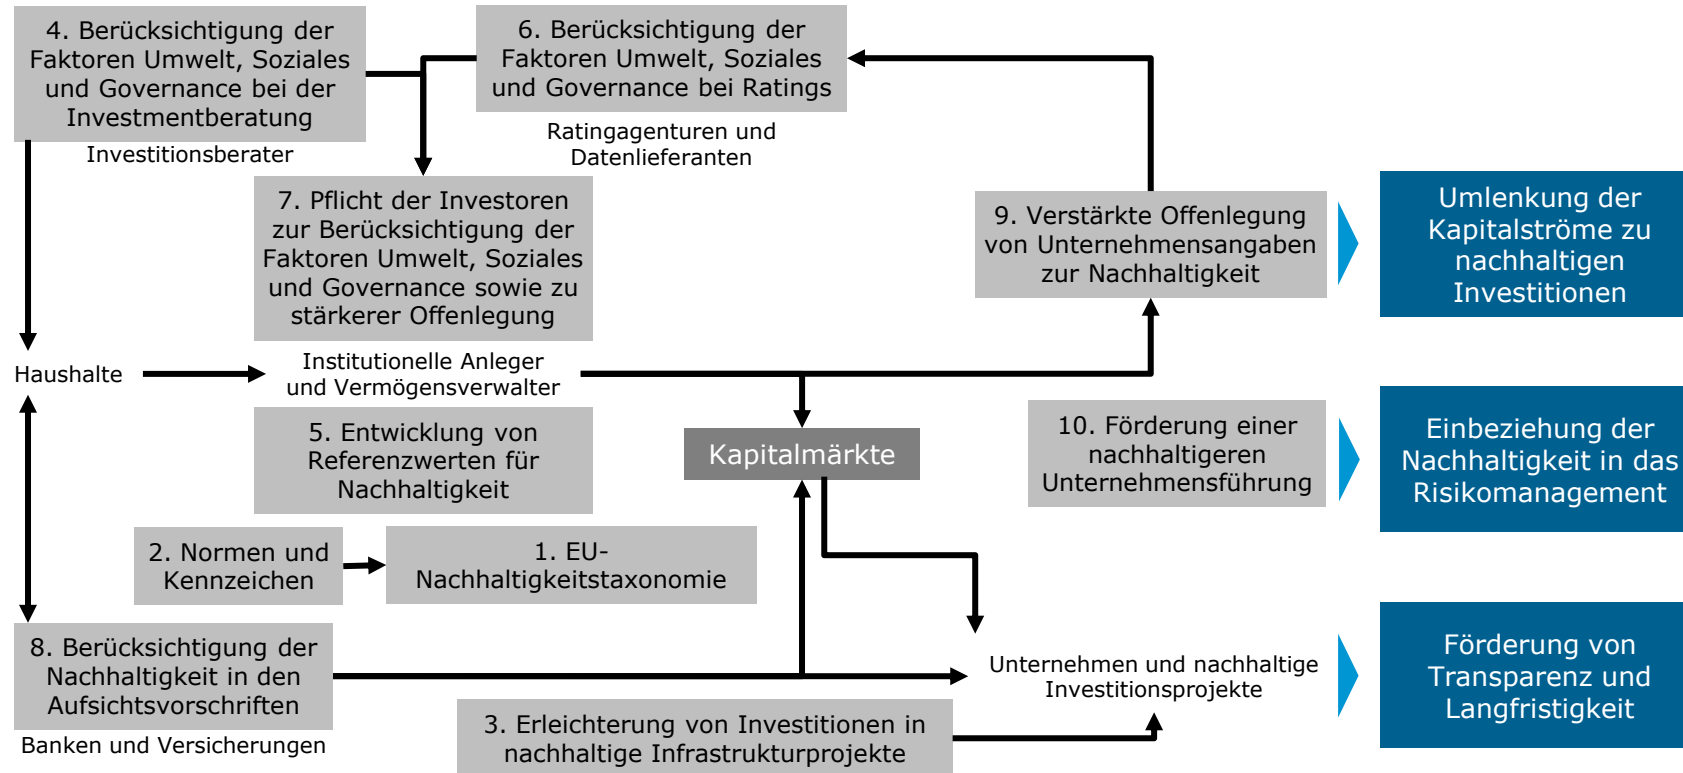 4. Berücksichtigung der
Faktoren Umwelt, Soziales
und Governance bei der
Investmentberatung
Investitionsberater
6. Berücksichtigung der
Faktoren Umwelt, Soziales
und Governance bei Ratings
Ratingagenturen und
Datenlieferanten
7. Pflicht der Investoren
zur Berücksichtigung der
Faktoren Umwelt, Soziales
und Governance sowie zu
stärkerer Offenlegung
9. Verstärkte Offenlegung
von Unternehmensangaben
zur Nachhaltigkeit
Umlenkung der
Kapitalströme zu
nachhaltigen
Investitionen
Haushalte
Institutionelle Anleger
und Vermögensverwalter
5. Entwicklung von
Referenzwerten für
Nachhaltigkeit
Kapitalmärkte
10. Förderung einer
nachhaltigeren
Unternehmensführung
Einbeziehung der
Nachhaltigkeit in das
Risikomanagement
2. Normen und
Kennzeichen
1. EU-
Nachhaltigkeitstaxonomie
8. Berücksichtigung der
Nachhaltigkeit in den
Aufsichtsvorschriften
Banken und Versicherungen
Unternehmen und nachhaltige
Investitionsprojekte
3. Erleichterung von Investitionen in
nachhaltige Infrastrukturprojekte
Förderung von
Transparenz und
Langfristigkeit